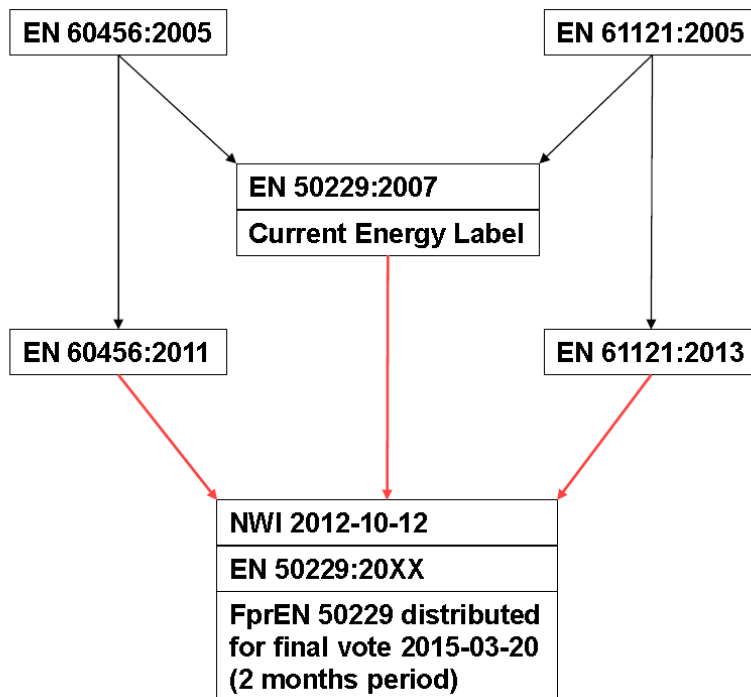 EN 60456:2005
EN 61121:2005
EN 50229:2007
Current Energy Label
EN 60456:2011
EN 61121:2013
NWI 2012-10-12
EN 50229:20XX
FprEN 50229 distributed
for final vote 2015-03-20
(2 months period)